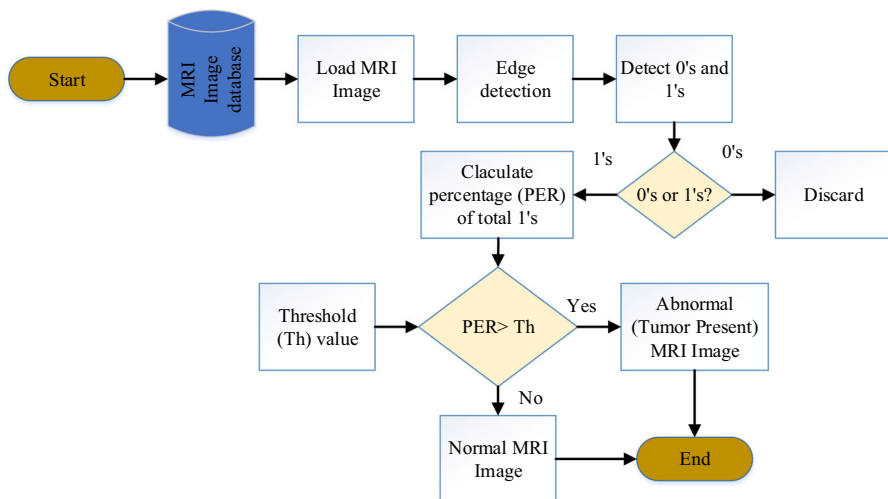 Start
MRI
Image
database
Load MRI
Image
Edge
detection
Detect 0's and
1's
1's
0's
Claculate
percentage (PER)
of total 1's
0's or 1's?
Discard
Threshold
(Th) value
PER> Th
Yes
Abnormal
(Tumor Present)
MRI Image
No
Normal MRI
Image
End